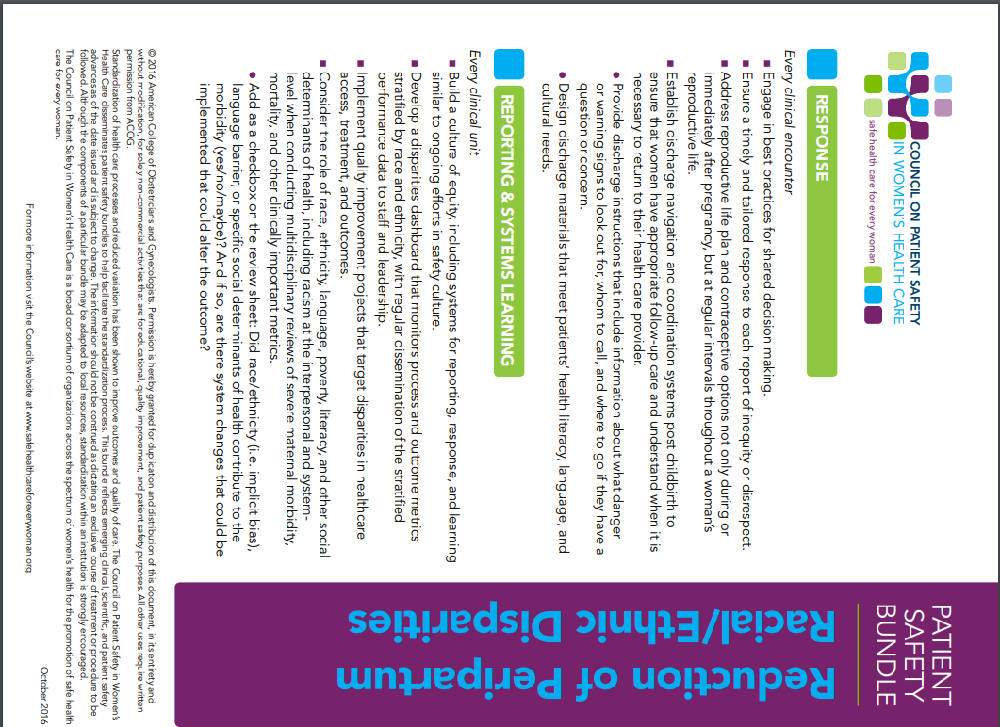 COUNCIL ON PATIENT SAFETY
IN WOMEN'S HEALTH CARE
safe health care for every woman
PATIENT
SAFETY
BUNDLE
Reduction of Peripartum
Racial/Ethnic Disparities
RESPONSE
Every clinical encounter
Engage in best practices for shared decision making.
Ensure a timely and tailored response to each report of inequity or disrespect.
Address reproductive life plan and contraceptive options not only during or
immediately after pregnancy, but at regular intervals throughout a woman's
reproductive life.
Establish discharge navigation and coordination systems post childbirth to
ensure that women have appropriate follow-up care and understand when it is
necessary to return to their health care provider.
Provide discharge instructions that include information about what danger
or warning signs to look out for, whom to call, and where to go if they have a
question or concern.
Design discharge materials that meet patients' health literacy, language, and
cultural needs.
REPORTING & SYSTEMS LEARNING
Every clinical unit
Build a culture of equity, including systems for reporting, response, and learning
similar to ongoing efforts in safety culture.
Develop a disparities dashboard that monitors process and outcome metrics
stratified by race and ethnicity, with regular dissemination of the stratified
performance data to staff and leadership.
Implement quality improvement projects that target disparities in healthcare
access, treatment, and outcomes.
Consider the role of race, ethnicity, language, poverty, literacy, and other social
determinants of health, including racism at the interpersonal and system-
level when conducting multidisciplinary reviews of severe maternal morbidity,
mortality, and other clinically important metrics.
Add as a checkbox on the review sheet: Did race/ethnicity (i.e. implicit bias),
language barrier, or specific social determinants of health contribute to the
morbidity (yes/no/maybe)? And if so, are there system changes that could be
implemented that could alter the outcome?
© 2016 American College of Obstetricians and Gynecologists. Permission is hereby granted for duplication and distribution of this document, in its entirety and
without modification, for solely non-commercial activities that are for educational, quality improvement, and patient safety purposes. All other uses require written
permission from ACOG.
Standardization of health care processes and reduced variation has been shown to improve outcomes and quality of care. The Council on Patient Safety in Women's
Health Care disseminates patient safety bundles to help facilitate the standardization process. This bundle reflects emerging clinical, scientific, and patient safety
advances as of the date issued and is subject to change. The information should not be construed as dictating an exclusive course of treatment or procedure to be
followed. Although the components of a particular bundle may be adapted to local resources, standardization within an institution is strongly encouraged.
The Council on Patient Safety in Women's Health Care is a broad consortium of organizations across the spectrum of women's health for the promotion of safe health
care for every woman.
October 2016
For more information visit the Council's website at www.safehealthcareforeverywoman.org